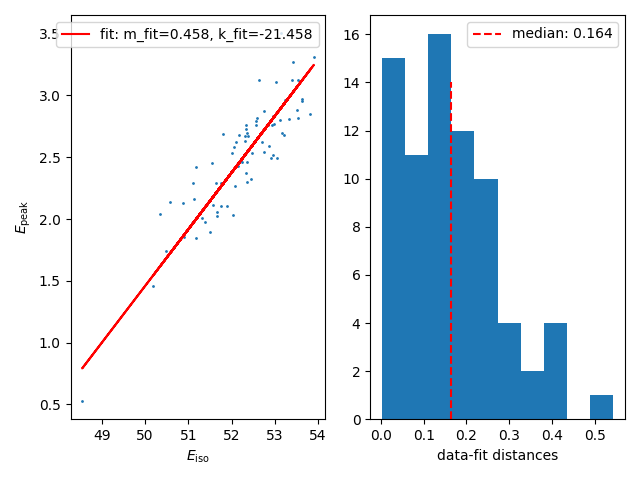 fit: m_fit=0.458, k_fit=-21.458
3.5
3.0
2.5
2.0
1.5
1.0
0.5
E_peak
49 50 51 52 53 54
E_iso
median: 0.164
16
14
12
10
8
6
4
2
0
0.0 0.1 0.2 0.3 0.4 0.5
data-fit distances